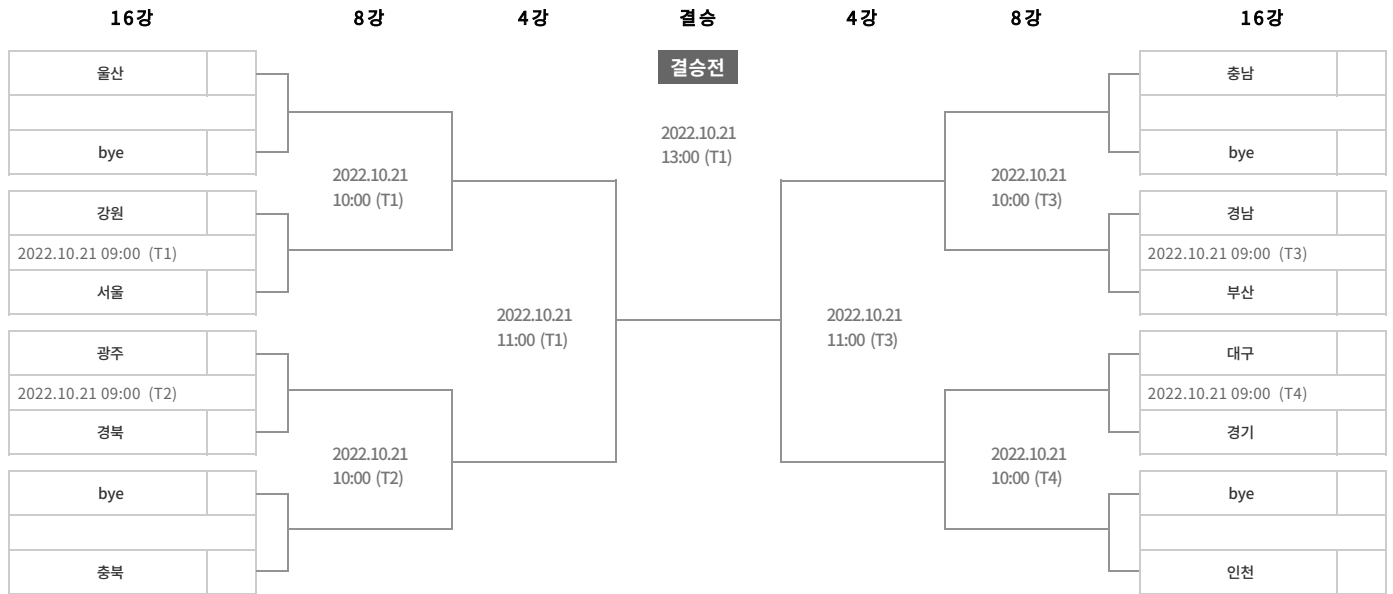 16강 8강 4강 결승 4강 8강 16강
결승전
2022.10.21
13:00 (T1)
울산
bye
강원
2022.10.21 09:00 (T1)
서울
광주
2022.10.21 09:00 (T2)
경북
bye
충북
2022.10.21
10:00 (T1)
2022.10.21
10:00 (T2)
2022.10.21
11:00 (T1)
2022.10.21
11:00 (T3)
2022.10.21
10:00 (T3)
2022.10.21
10:00 (T4)
충남
bye
경남
2022.10.21 09:00 (T3)
부산
대구
2022.10.21 09:00 (T4)
경기
bye
인천